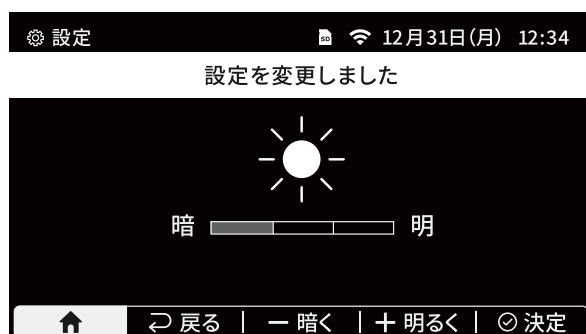 設定 SD 12月31日(月) 12:34
設定を変更しました
暗 明
戻る 暗く 明るく 決定